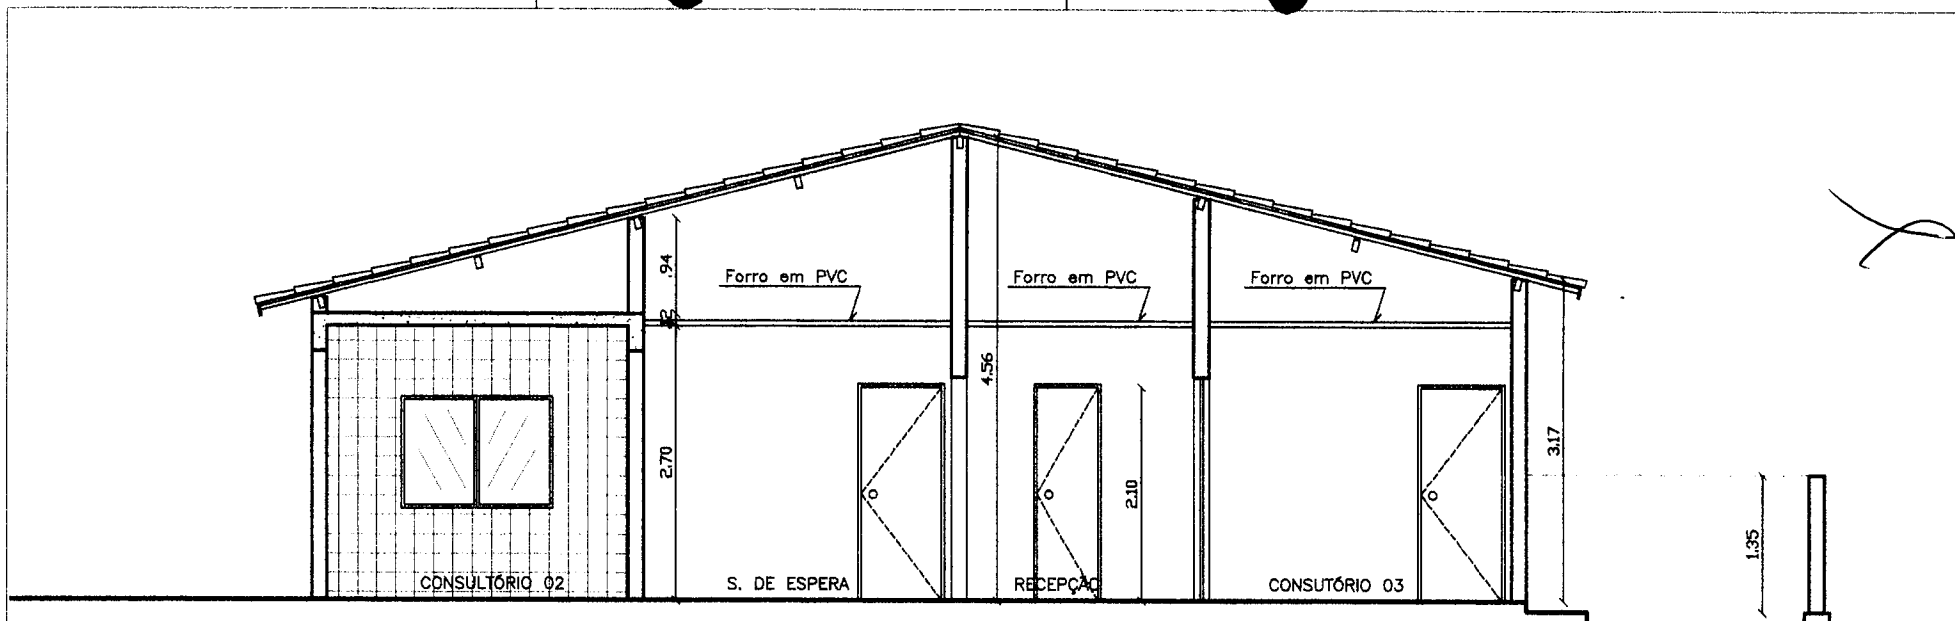 Forro em PVC
Forro em PVC
Forro em PVC
.94
2.70
4.56
2.10
3.17
1.35
CONSULTÓRIO 02
S. DE ESPERA
RECEPÇÃO
CONSUTÓRIO 03